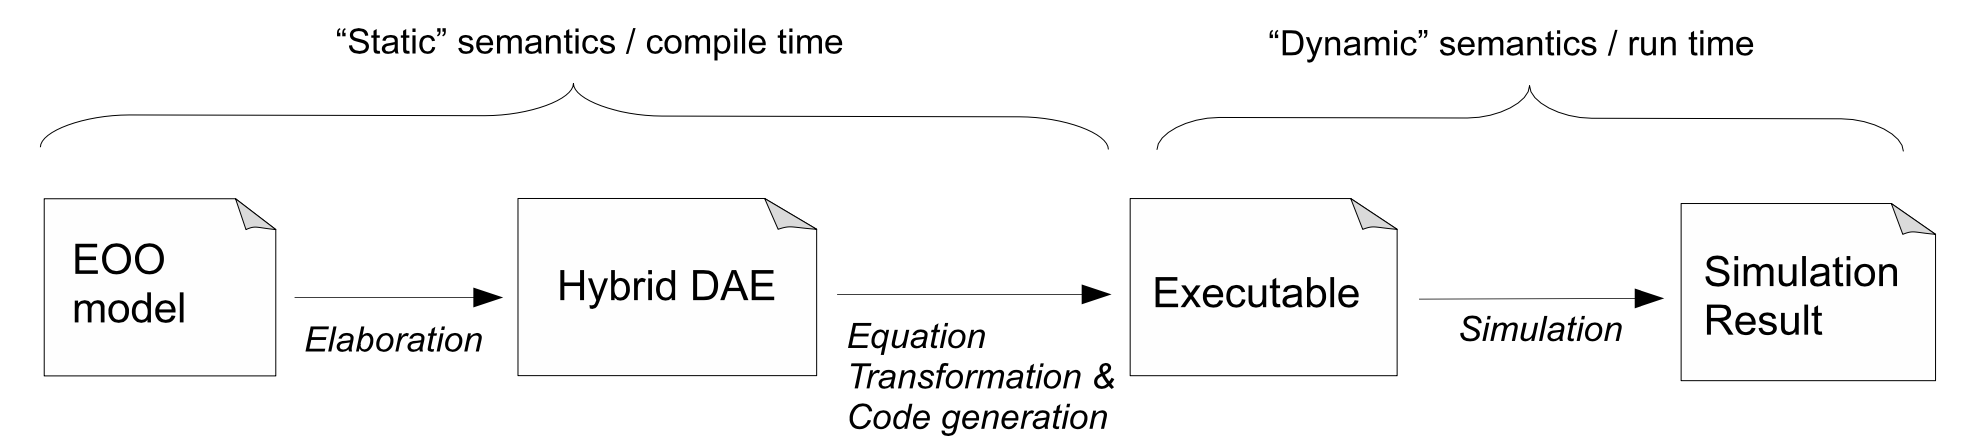 “Static” semantics / compile time
“Dynamic” semantics / run time
EOO
model
Elaboration
Hybrid DAE
Equation
Transformation &
Code generation
Executable
Simulation
Simulation
Result